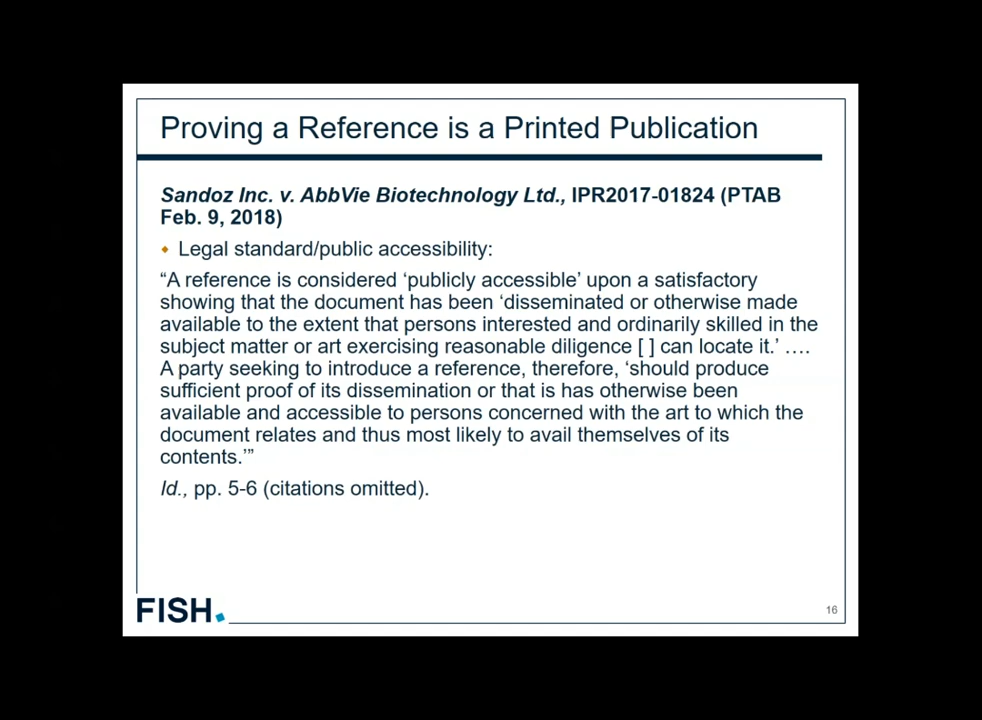 Proving a Reference is a Printed Publication
Sandoz Inc. v. AbbVie Biotechnology Ltd., IPR2017-01824 (PTAB
Feb. 9, 2018)
Legal standard/public accessibility:
“A reference is considered ‘publicly accessible’ upon a satisfactory
showing that the document has been ‘disseminated or otherwise made
available to the extent that persons interested and ordinarily skilled in the
subject matter or art exercising reasonable diligence [ ] can locate it.’ ….
A party seeking to introduce a reference, therefore, ‘should produce
sufficient proof of its dissemination or that is has otherwise been
available and accessible to persons concerned with the art to which the
document relates and thus most likely to avail themselves of its
contents.’”
Id., pp. 5-6 (citations omitted).
FISH.
16